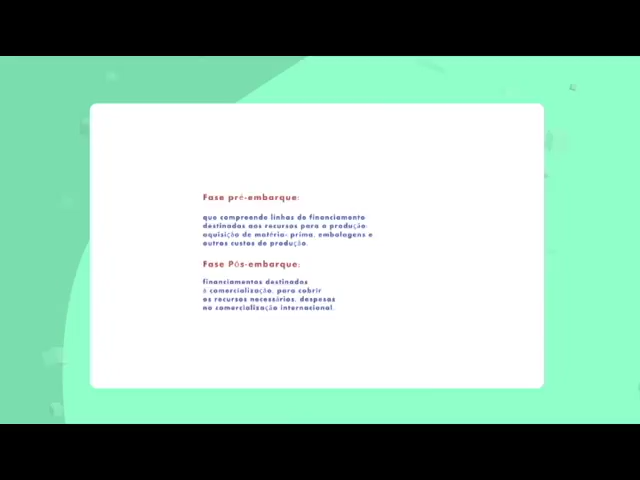 Fase pré-embarque:
que compreende linhas de financiamento
destinadas aos recursos para a produção:
aquisição de matéria- prima, embalagens e
outros custos de produção.
Fase Pós-embarque:
financiamentos destinados
à comercialização, para cobrir
os recursos necessários, despesas
na comercialização internacional.